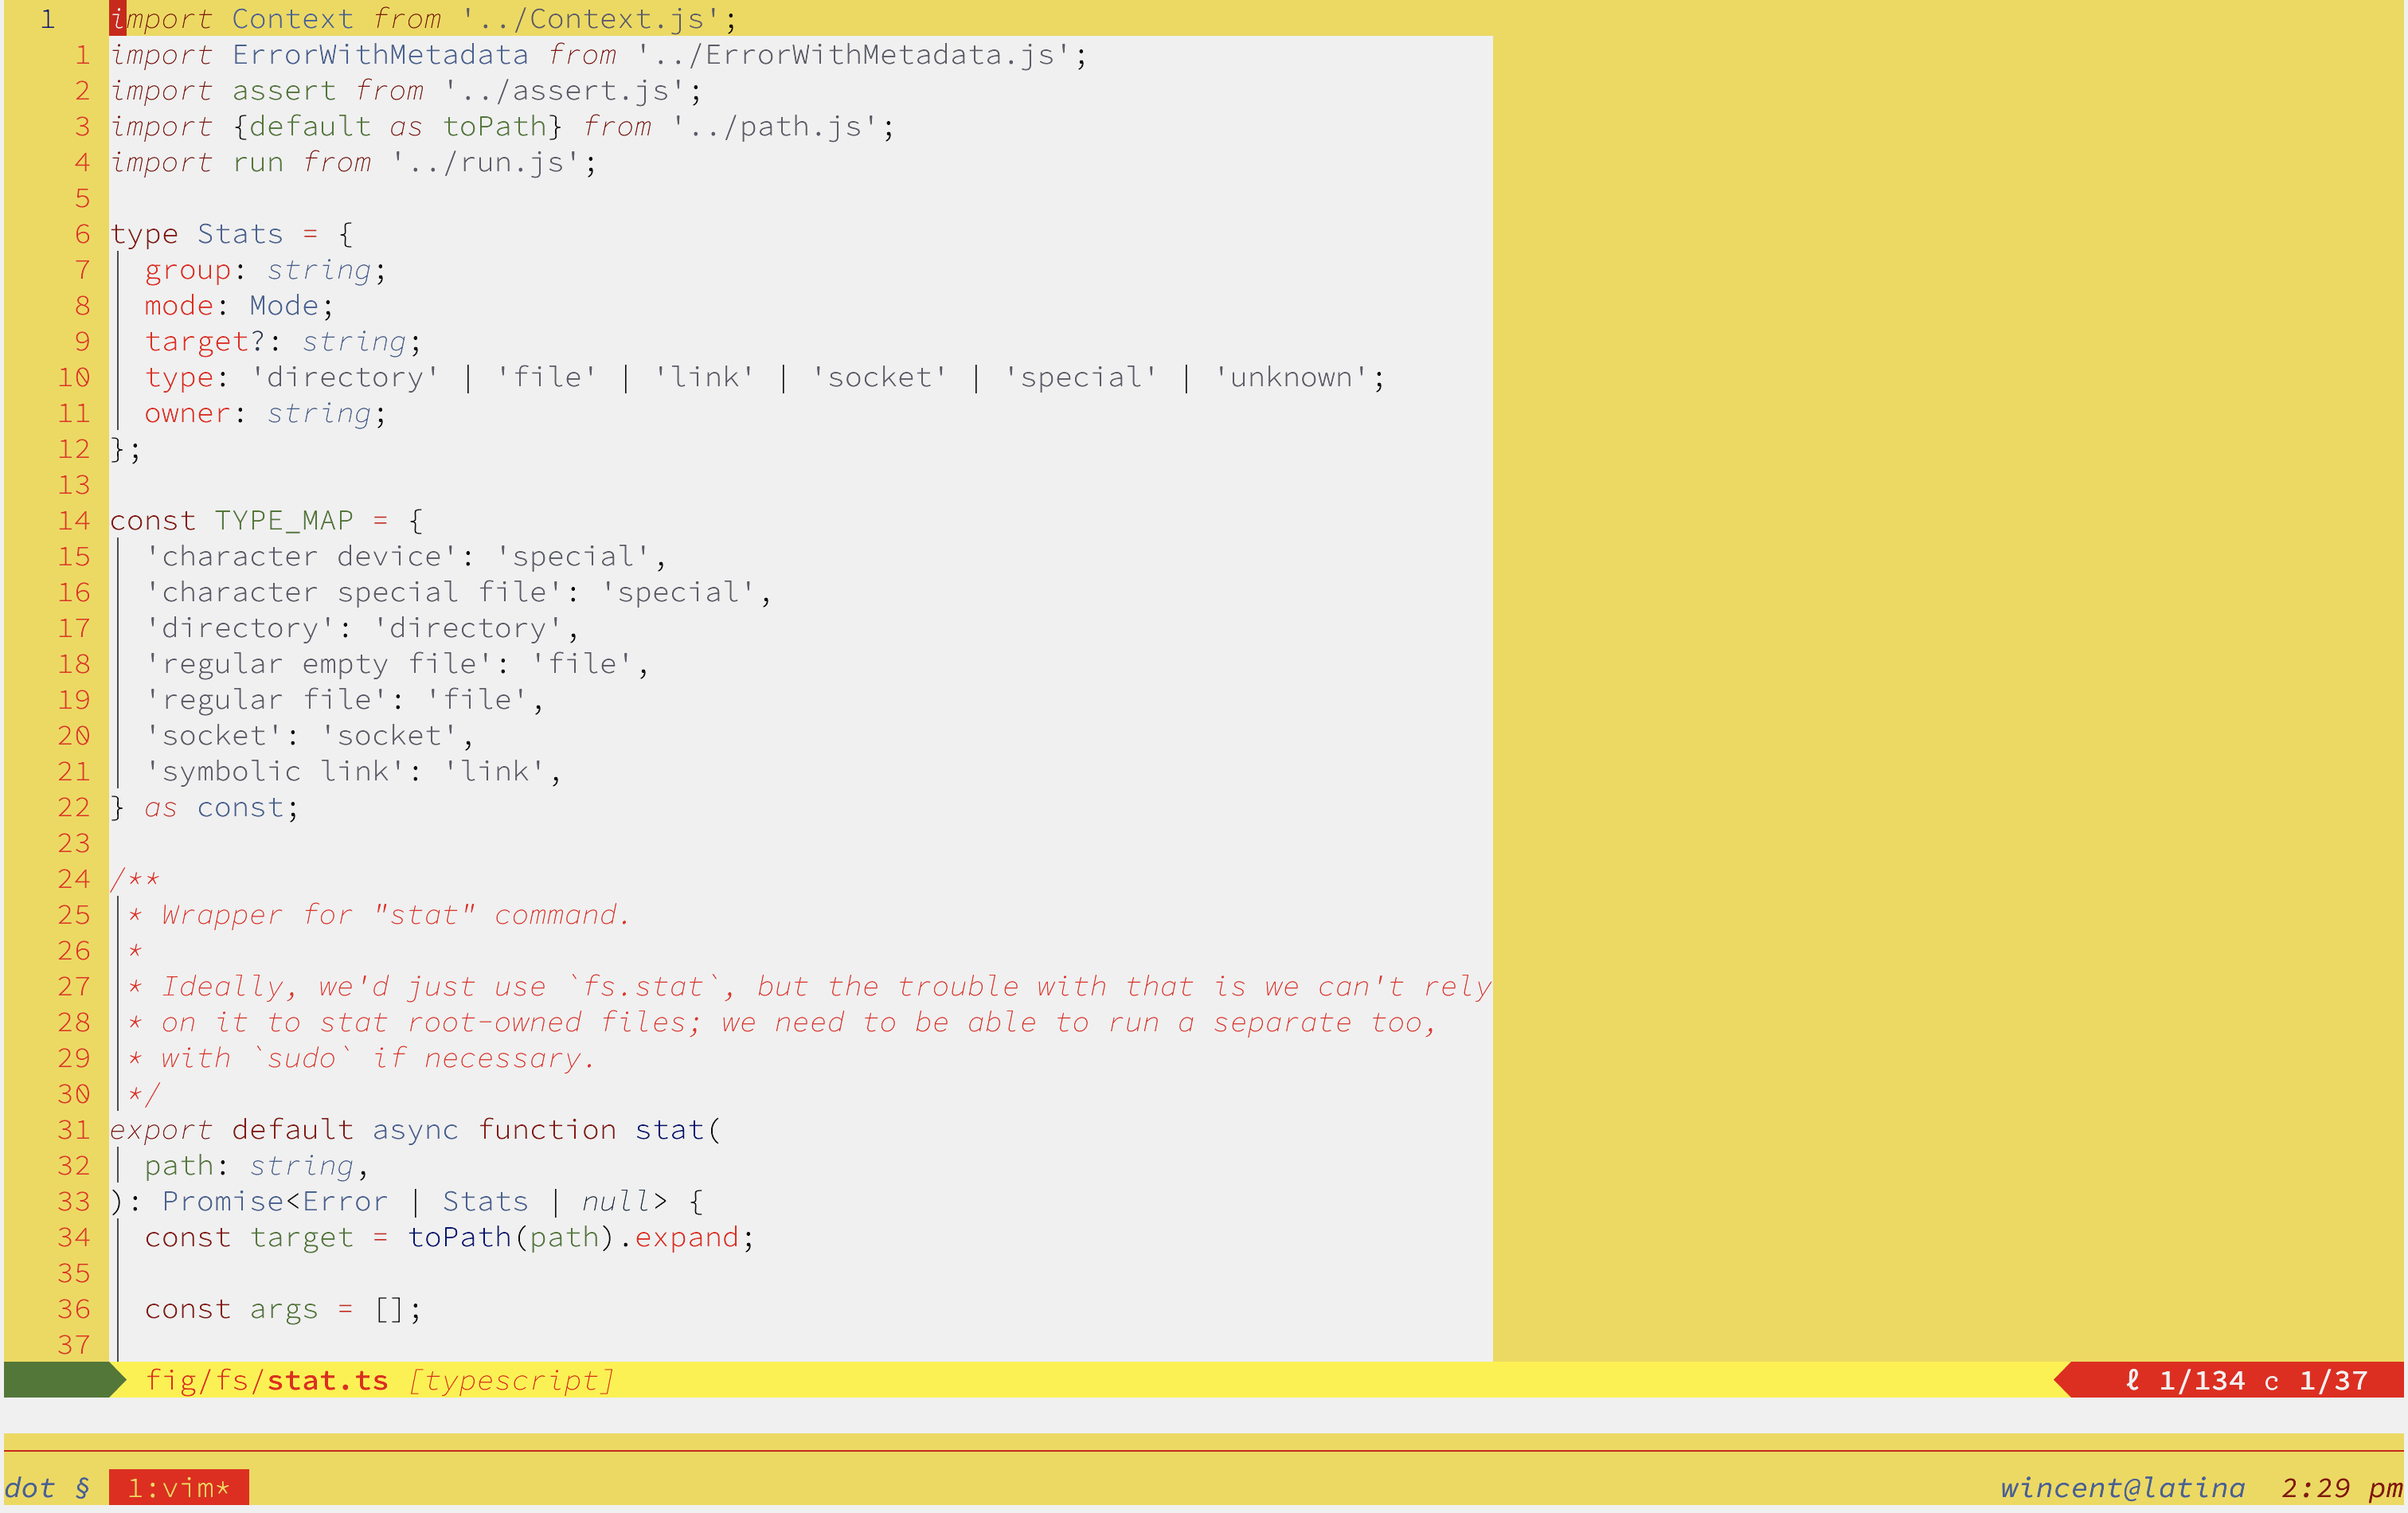 1 import Context from '../Context.js';
1 import ErrorWithMetadata from '../ErrorWithMetadata.js';
2 import assert from '../assert.js';
3 import {default as toPath} from '../path.js';
4 import run from '../run.js';
5
6 type Stats = {
7   group: string;
8   mode: Mode;
9   target?: string;
10   type: 'directory' | 'file' | 'link' | 'socket' | 'special' | 'unknown';
11   owner: string;
12 };
13
14 const TYPE_MAP = {
15   'character device': 'special',
16   'character special file': 'special',
17   'directory': 'directory',
18   'regular empty file': 'file',
19   'regular file': 'file',
20   'socket': 'socket',
21   'symbolic link': 'link',
22 } as const;
23
24 /**
25  * Wrapper for "stat" command.
26  *
27  * Ideally, we'd just use `fs.stat`, but the trouble with that is we can't rely
28  * on it to stat root-owned files; we need to be able to run a separate too,
29  * with `sudo` if necessary.
30  */
31 export default async function stat(
32   path: string,
33 ): Promise<Error | Stats | null> {
34   const target = toPath(path).expand;
35
36   const args = [];
37
fig/fs/stat.ts [typescript] ℓ 1/134 c 1/37
dot § 1:vim* wincent@latina 2:29 pm